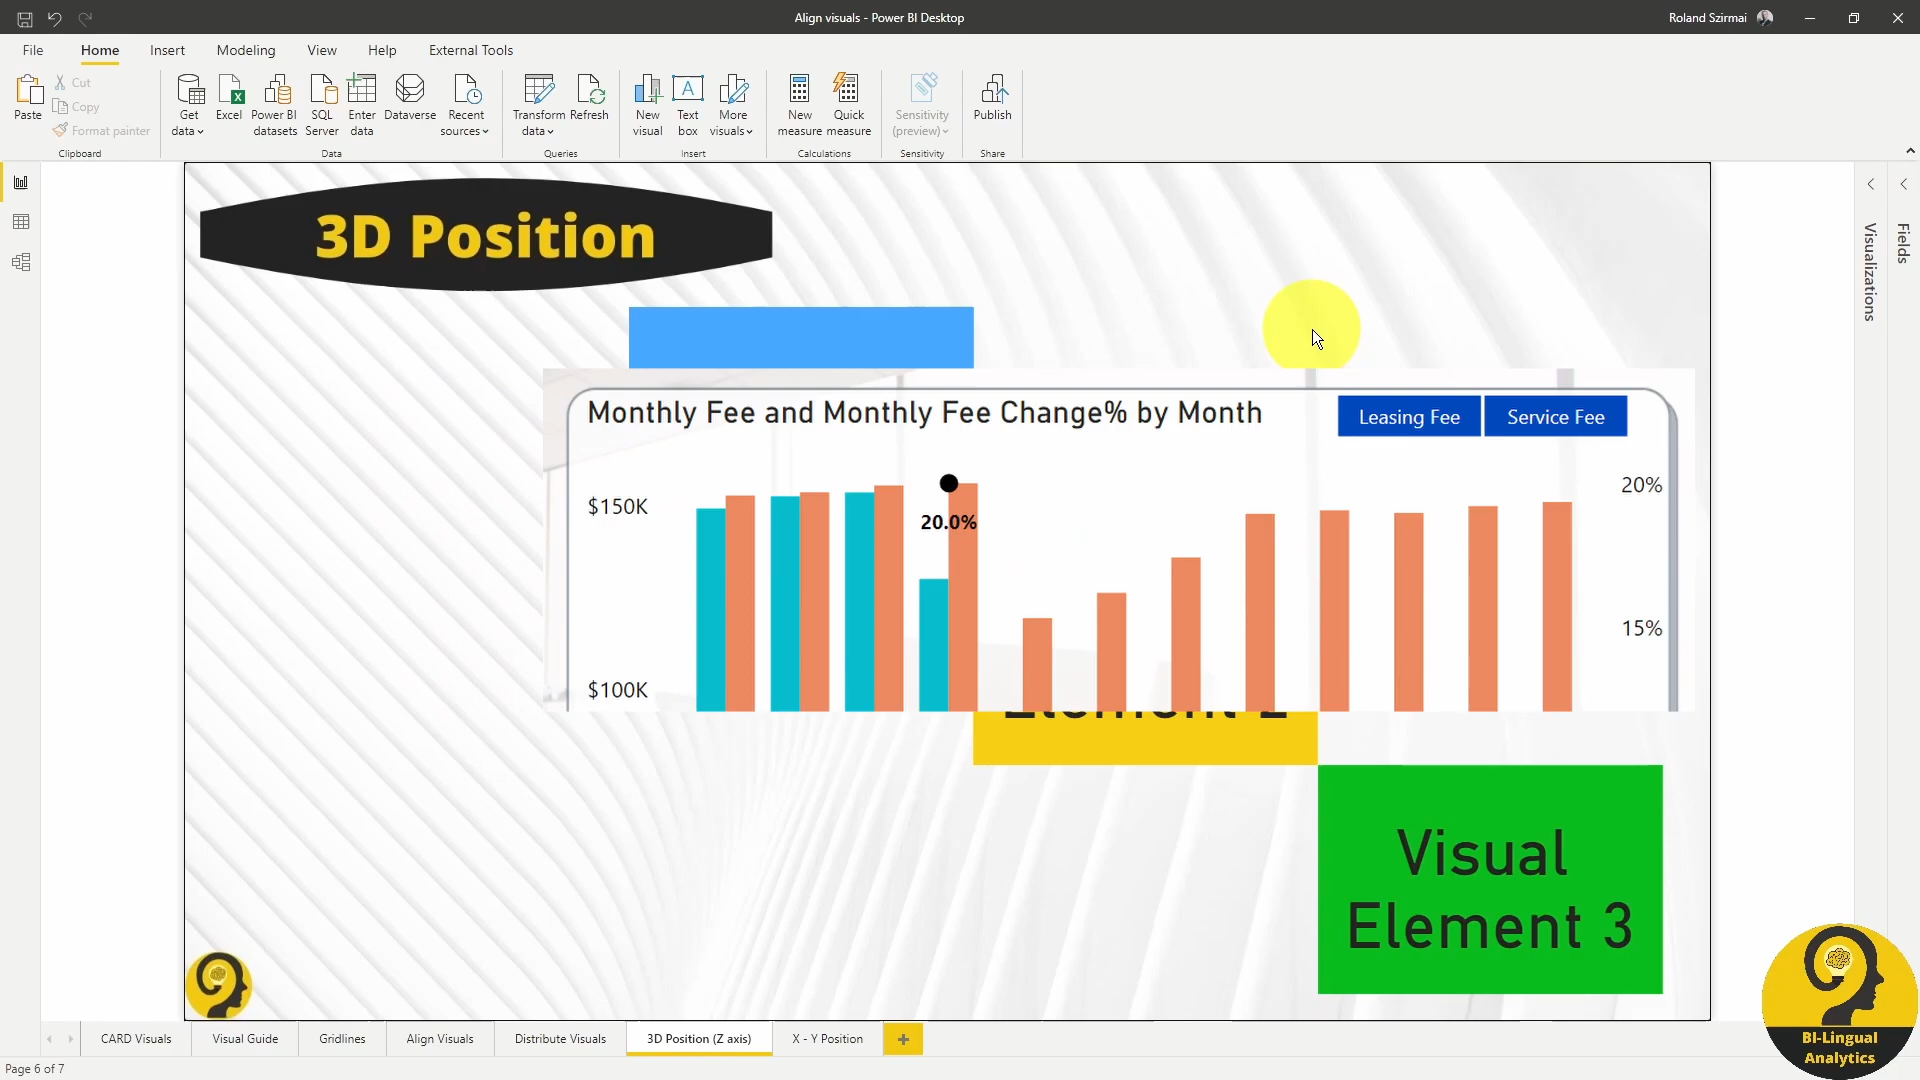 Align visuals - Power BI Desktop
Roland Szirmai
File
Home
Insert
Modeling
View
Help
External Tools
Paste
Cut
Copy
Format painter
Clipboard
Get data
Excel
Power BI datasets
SQL Server
Enter data
Dataverse
Recent sources
Data
Transform data
Refresh
Queries
New visual
Text box
More visuals
Insert
New measure
Quick measure
Calculations
Sensitivity (preview)
Sensitivity
Publish
Share
3D Position
Visualizations
Fields
Monthly Fee and Monthly Fee Change% by Month
Leasing Fee
Service Fee
$150K
20%
20.0%
15%
$100K
Visual
Element 3
BI-Lingual
Analytics
CARD Visuals
Visual Guide
Gridlines
Align Visuals
Distribute Visuals
3D Position (Z axis)
X - Y Position
Page 6 of 7